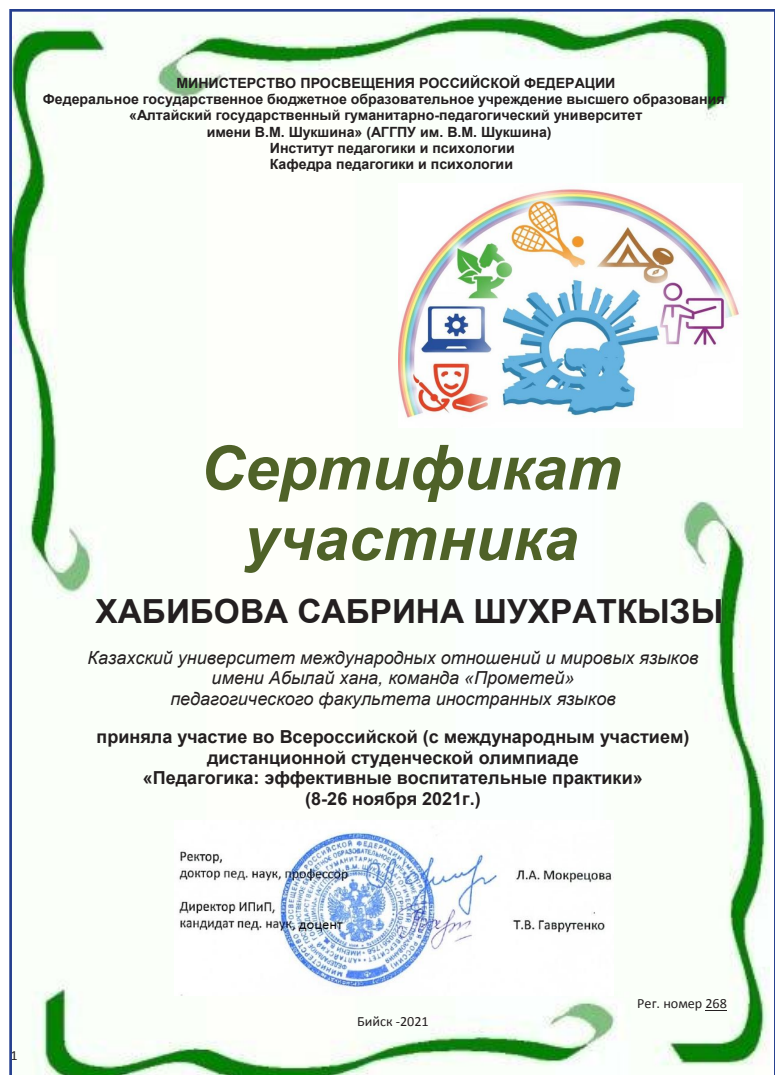 МИНИСТЕРСТВО ПРОСВЕЩЕНИЯ РОССИЙСКОЙ ФЕДЕРАЦИИ
Федеральное государственное бюджетное образовательное учреждение высшего образования
«Алтайский государственный гуманитарно-педагогический университет
имени В.М. Шукшина» (АГГПУ им. В.М. Шукшина)
Институт педагогики и психологии
Кафедра педагогики и психологии
Сертификат
участника
ХАБИБОВА САБРИНА ШУХРАТКЫЗЫ
Казахский университет международных отношений и мировых языков
имени Абылай хана, команда «Прометей»
педагогического факультета иностранных языков
приняла участие во Всероссийской (с международным участием)
дистанционной студенческой олимпиаде
«Педагогика: эффективные воспитательные практики»
(8-26 ноября 2021г.)
Ректор,
доктор пед. наук, профессор Л.А. Мокрецова
Директор ИПиП,
кандидат пед. наук, доцент Т.В. Гаврутенко
Рег. номер 268
Бийск -2021
1